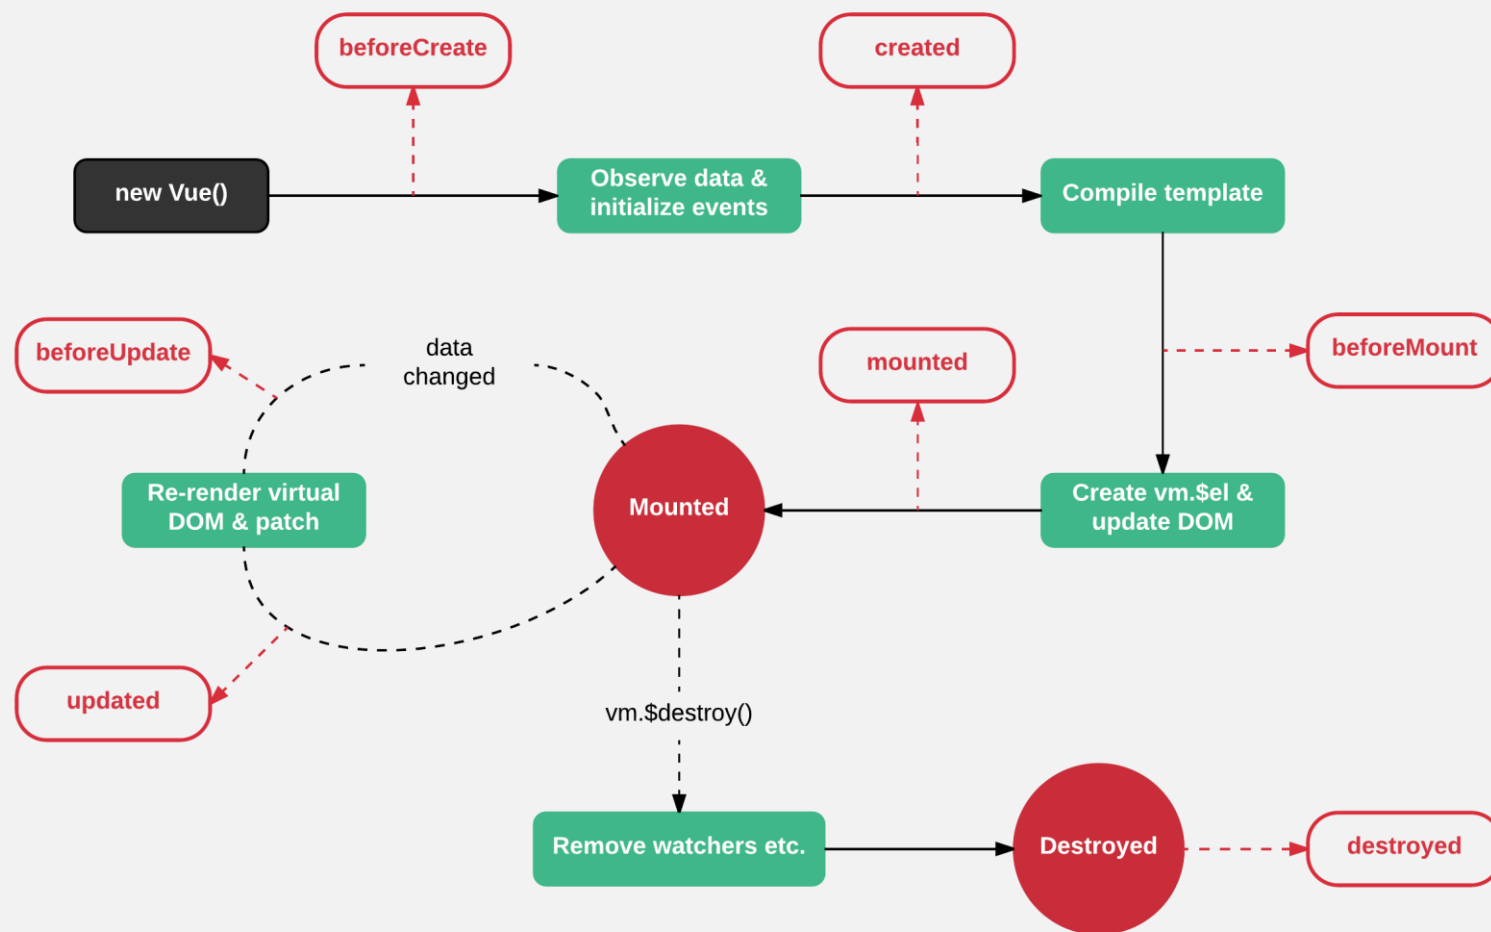 beforeCreate
created
new Vue()
Observe data &
initialize events
Compile template
beforeUpdate
data
changed
mounted
beforeMount
Re-render virtual
DOM & patch
Mounted
Create vm.$el &
update DOM
updated
vm.$destroy()
Remove watchers etc.
Destroyed
destroyed